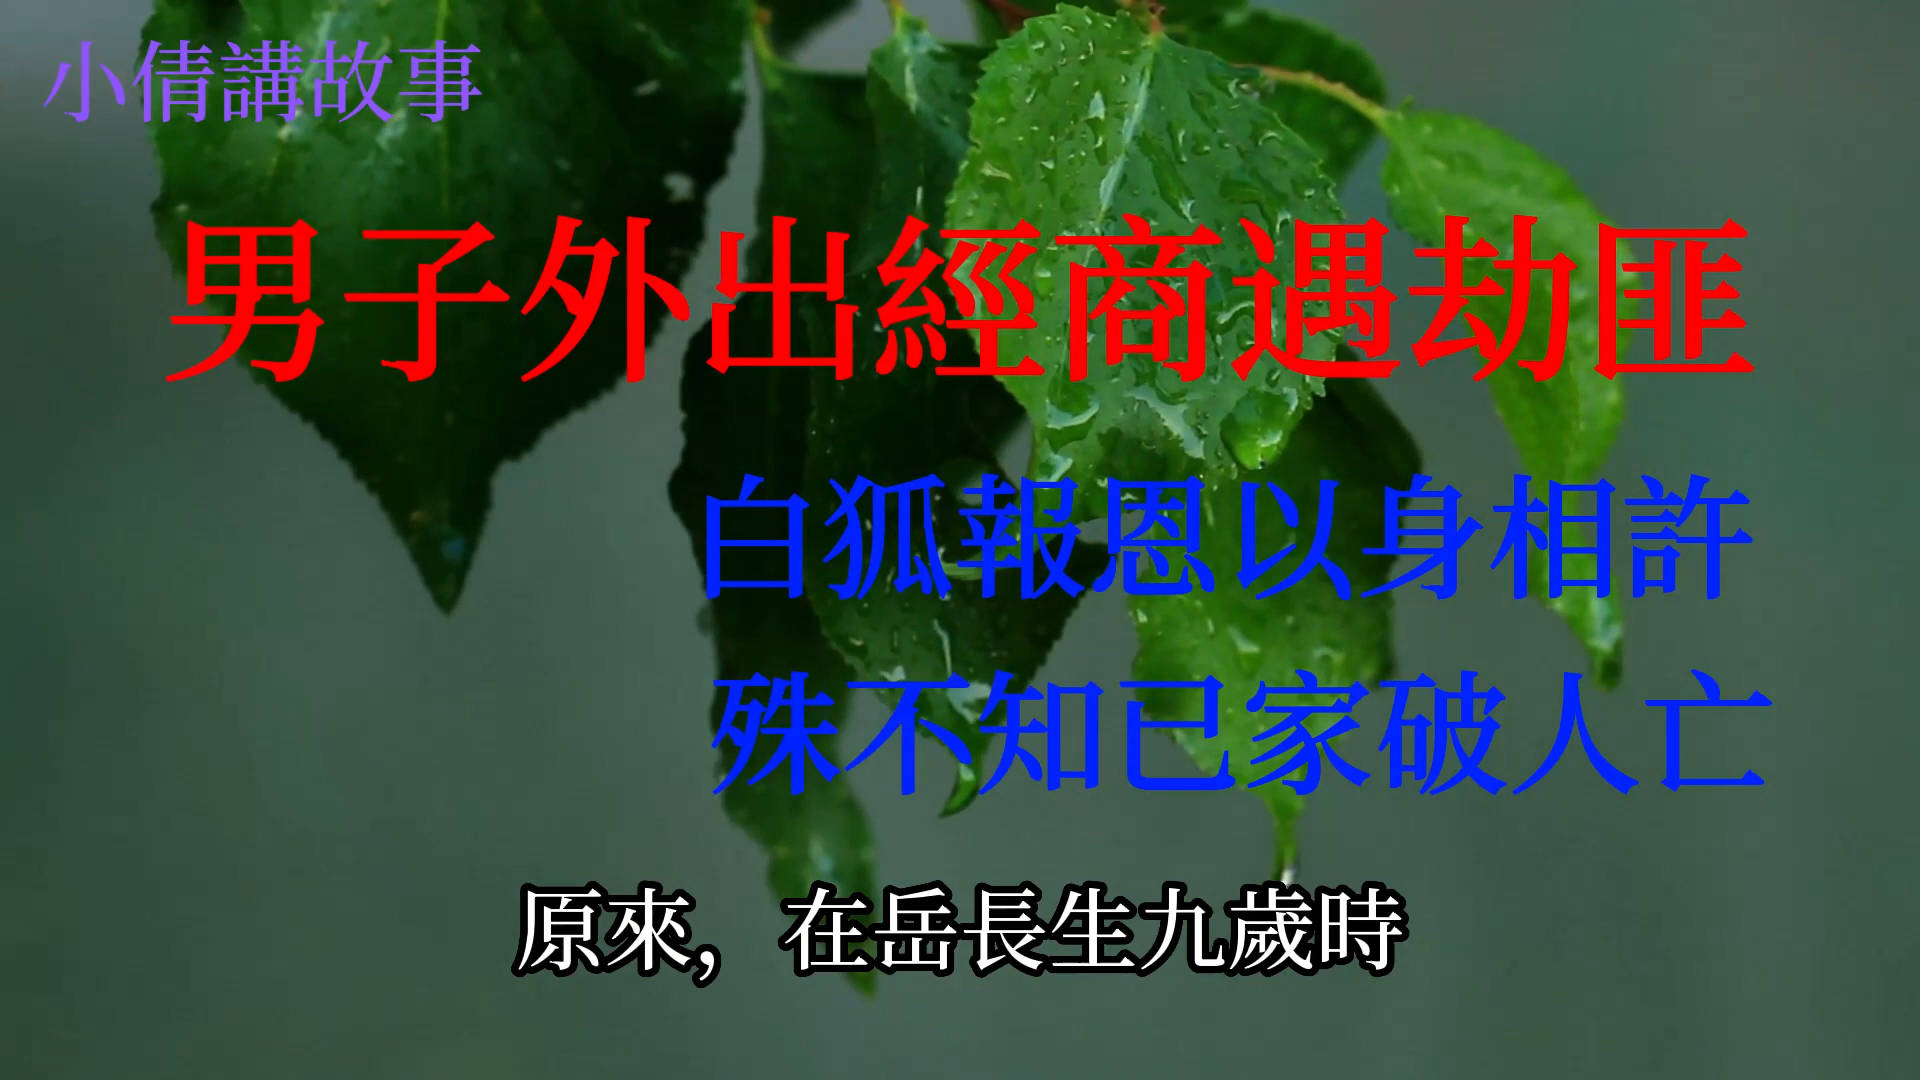 小倩講故事
男子外出經商遇劫匪
白狐報恩以身相許
殊不知已家破人亡
原來，在岳長生九歲時